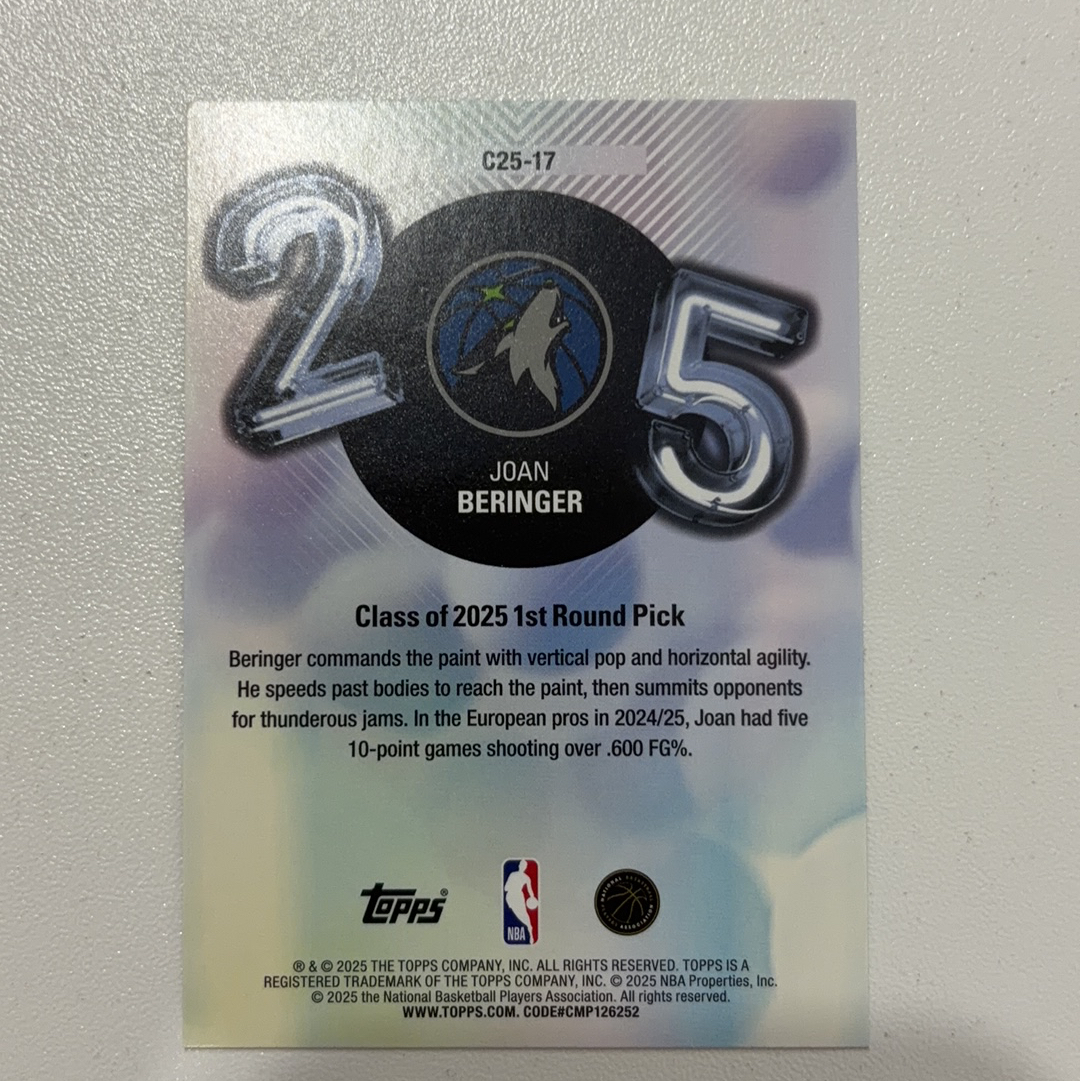 C25-17
2 5
JOAN
BERINGER
Class of 2025 1st Round Pick
Beringer commands the paint with vertical pop and horizontal agility.
He speeds past bodies to reach the paint, then summits opponents
for thunderous jams. In the European pros in 2024/25, Joan had five
10-point games shooting over .600 FG%.
Topps®
NBA
® & © 2025 THE TOPPS COMPANY, INC. ALL RIGHTS RESERVED. TOPPS IS A
REGISTERED TRADEMARK OF THE TOPPS COMPANY, INC. © 2025 NBA Properties, Inc.
© 2025 the National Basketball Players Association. All rights reserved.
WWW.TOPPS.COM. CODE#CMP126252